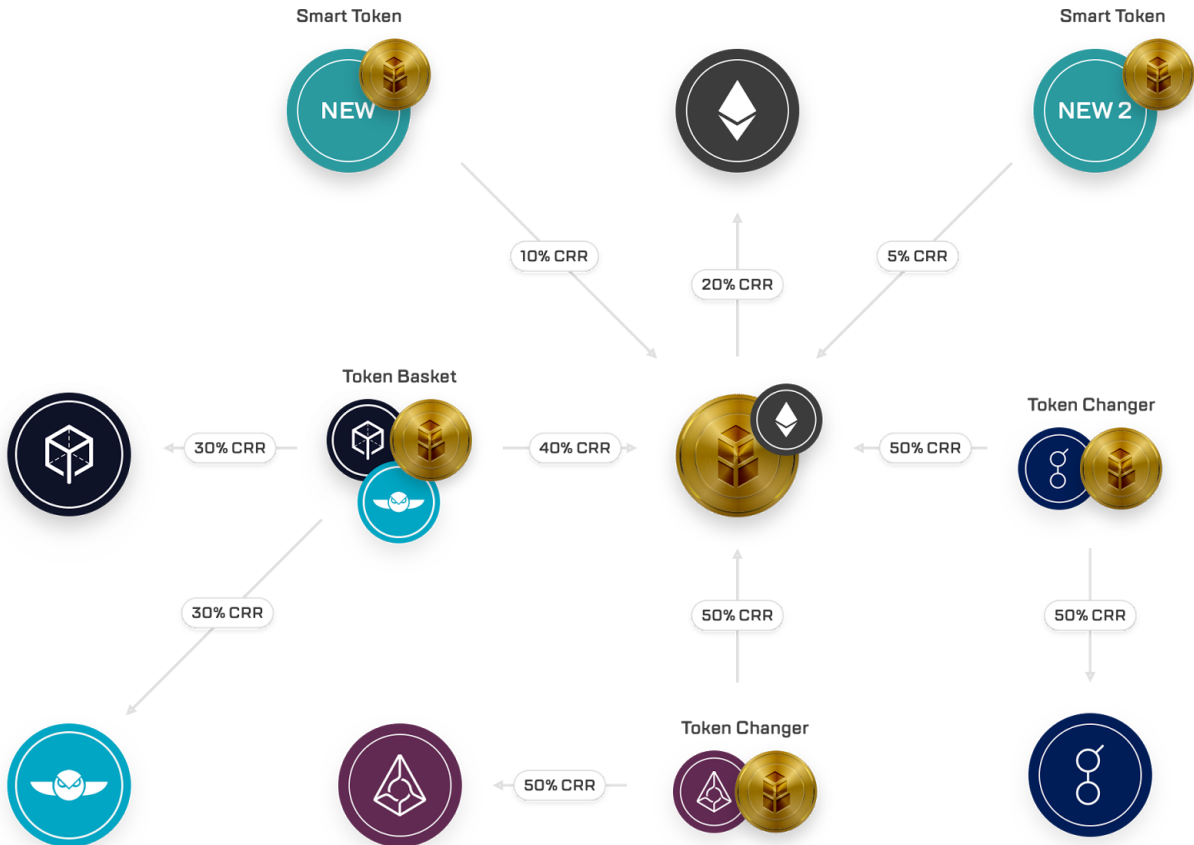 Smart Token
Smart Token
NEW
NEW 2
10% CRR
5% CRR
20% CRR
Token Basket
Token Changer
30% CRR
40% CRR
50% CRR
30% CRR
50% CRR
50% CRR
Token Changer
50% CRR